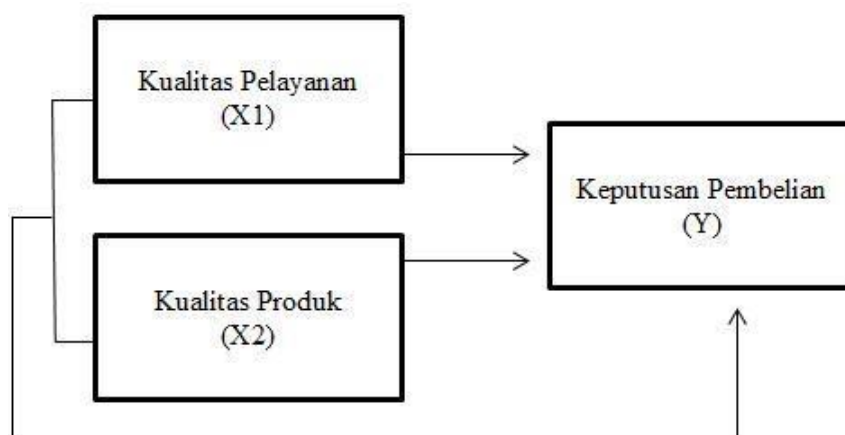 Kualitas Pelayanan
(X1)
Keputusan Pembelian
(Y)
Kualitas Produk
(X2)